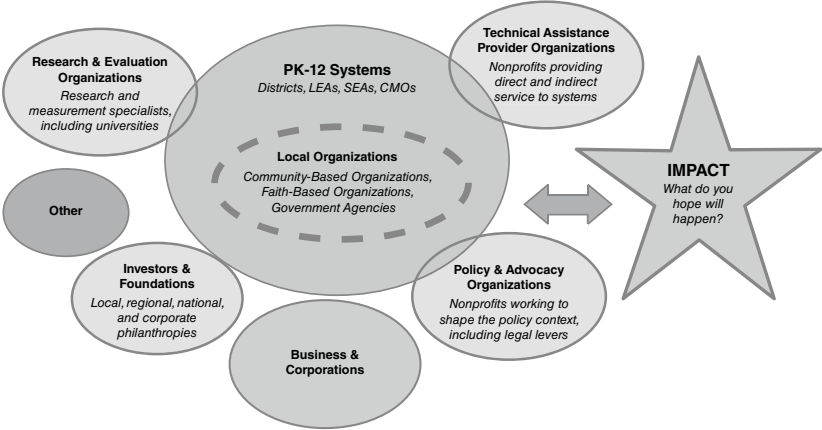 Research & Evaluation
Organizations
Research and
measurement specialists,
including universities
PK-12 Systems
Districts, LEAs, SEAs, CMOs
Technical Assistance
Provider Organizations
Nonprofits providing
direct and indirect
service to systems
Local Organizations
Community-Based Organizations,
Faith-Based Organizations,
Government Agencies
IMPACT
What do you
hope will
happen?
Other
Investors &
Foundations
Local, regional, national,
and corporate
philanthropies
Business &
Corporations
Policy & Advocacy
Organizations
Nonprofits working to
shape the policy context,
including legal levers